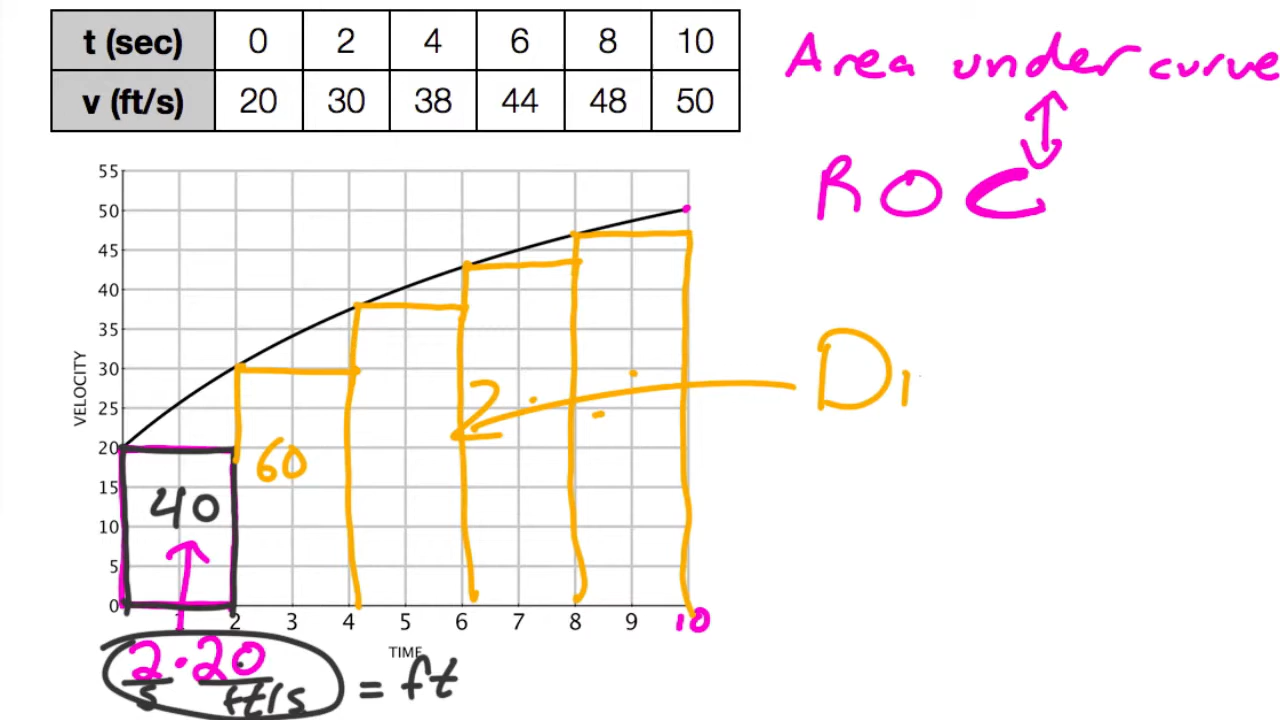 t (sec) 0 2 4 6 8 10
v (ft/s) 20 30 38 44 48 50
Area under curve
ROC
55
50
45
40
35
30
25
20
15
10
5
0
VELOCITY
40
60
2
D
1 2 3 4 5 6 7 8 9 10
TIME
2 · 20 = ft
s ft/s